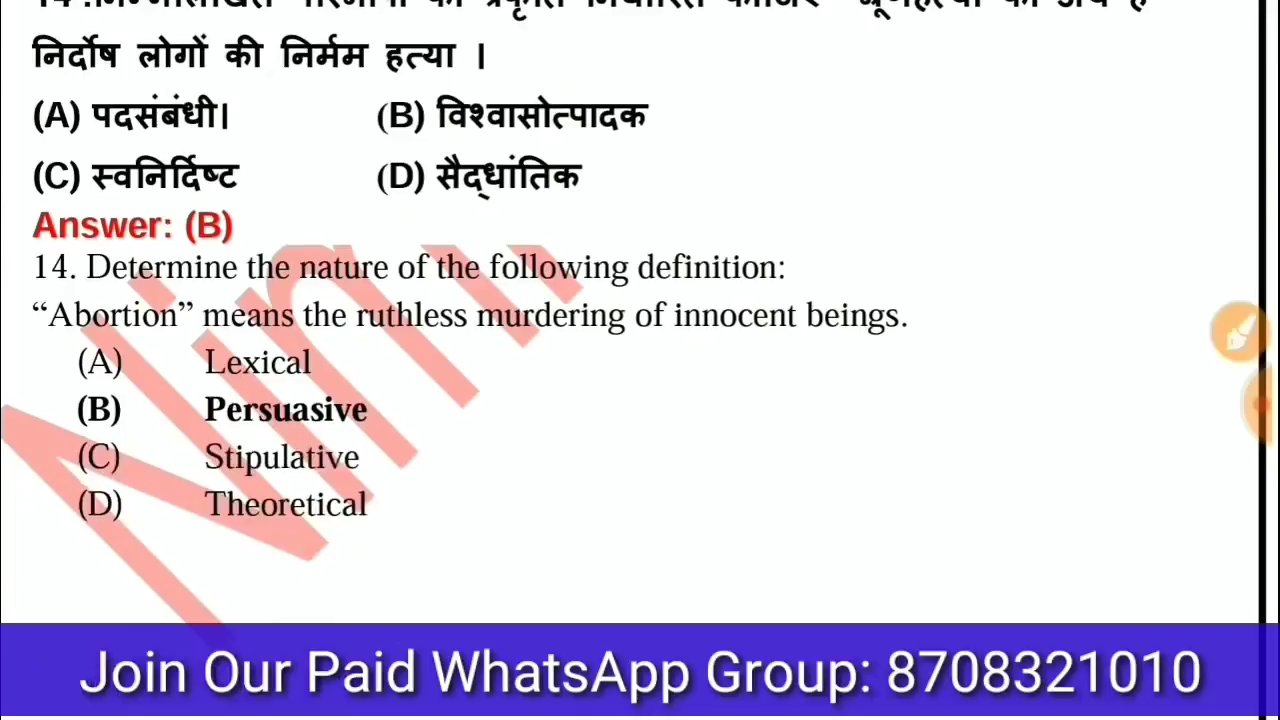 निर्दोष लोगों की निर्मम हत्या ।
(A) पदसंबंधी।
(B) विश्वासोत्पादक
(C) स्वनिर्दिष्ट
(D) सैद्धांतिक
Answer: (B)
14. Determine the nature of the following definition:
“Abortion” means the ruthless murdering of innocent beings.
(A) Lexical
(B) Persuasive
(C) Stipulative
(D) Theoretical
Join Our Paid WhatsApp Group: 8708321010